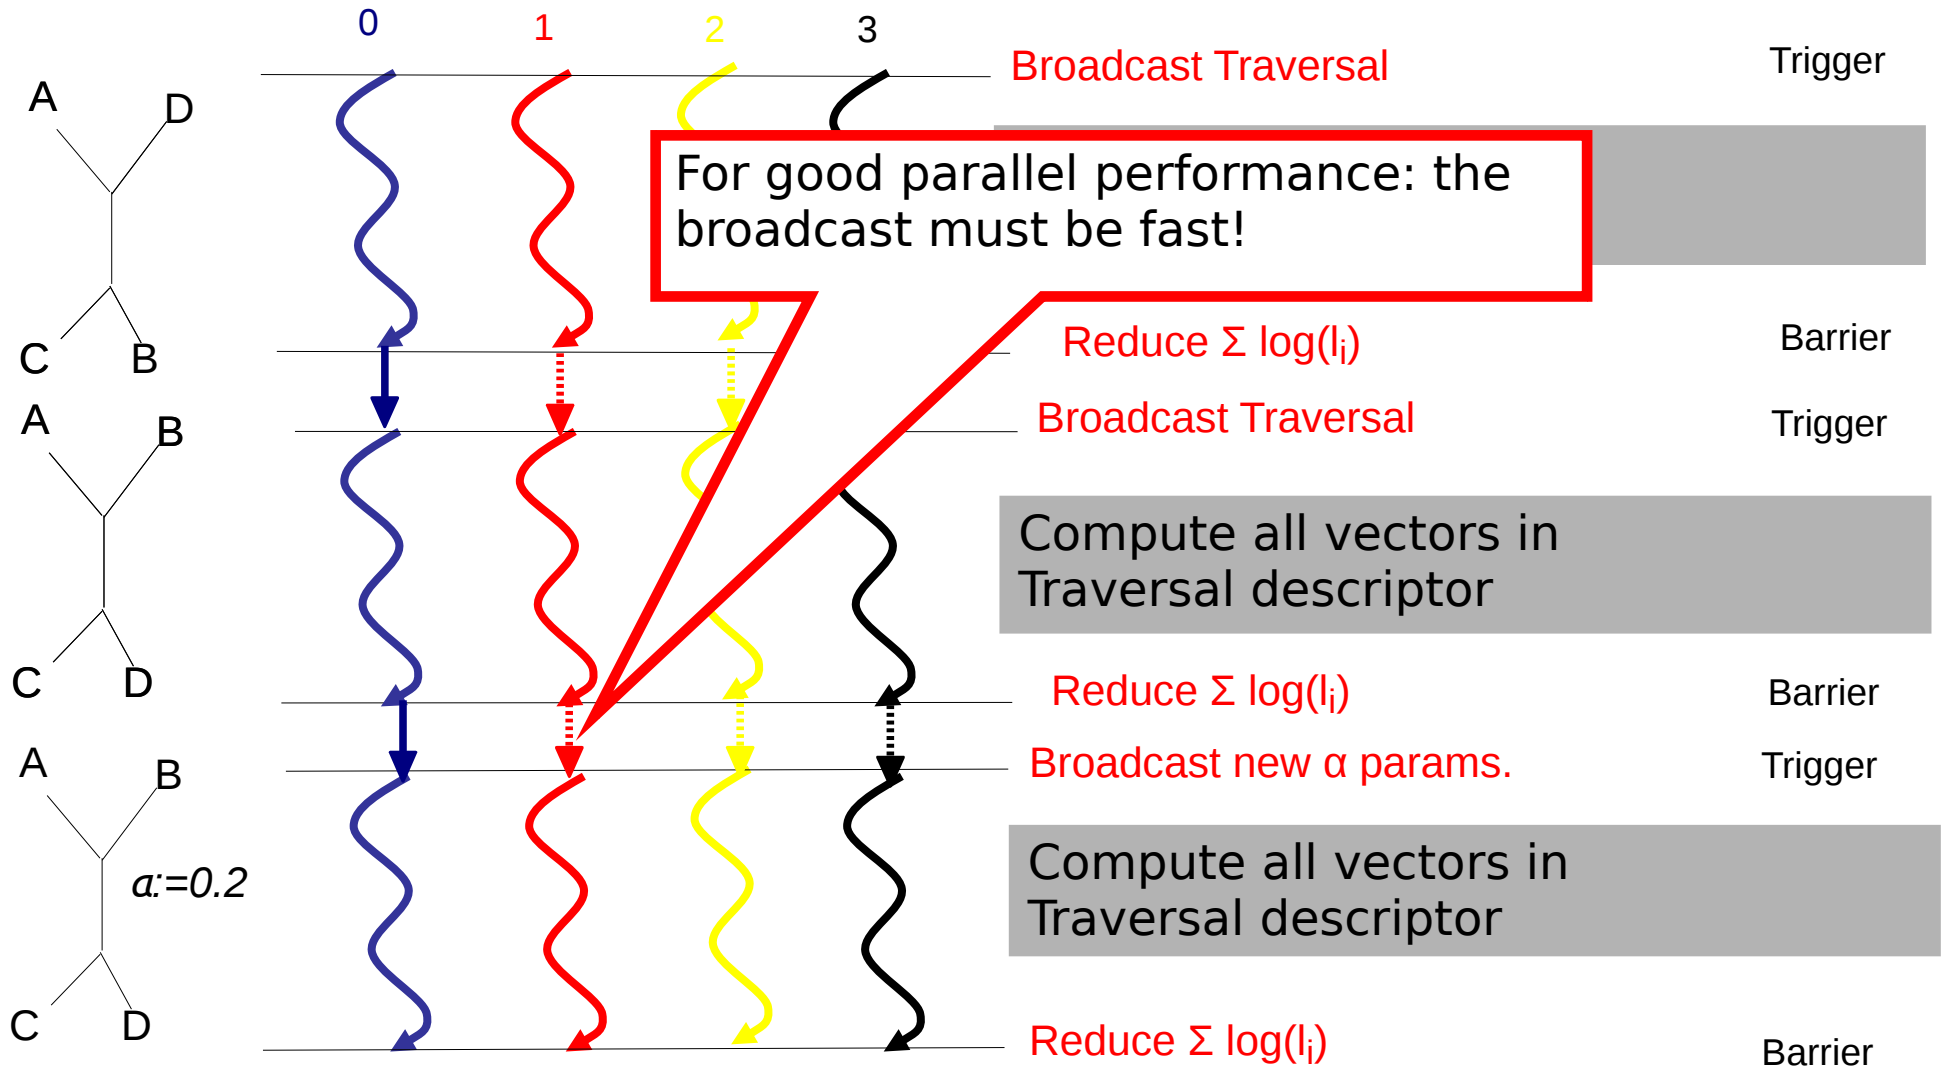 0 1 2 3
Broadcast Traversal Trigger
A D
For good parallel performance: the
broadcast must be fast!
C B
Reduce Σ log(li) Barrier
Broadcast Traversal Trigger
A B
Compute all vectors in
Traversal descriptor
C D
Reduce Σ log(li) Barrier
Broadcast new α params. Trigger
A B
α:=0.2
Compute all vectors in
Traversal descriptor
C D
Reduce Σ log(li) Barrier